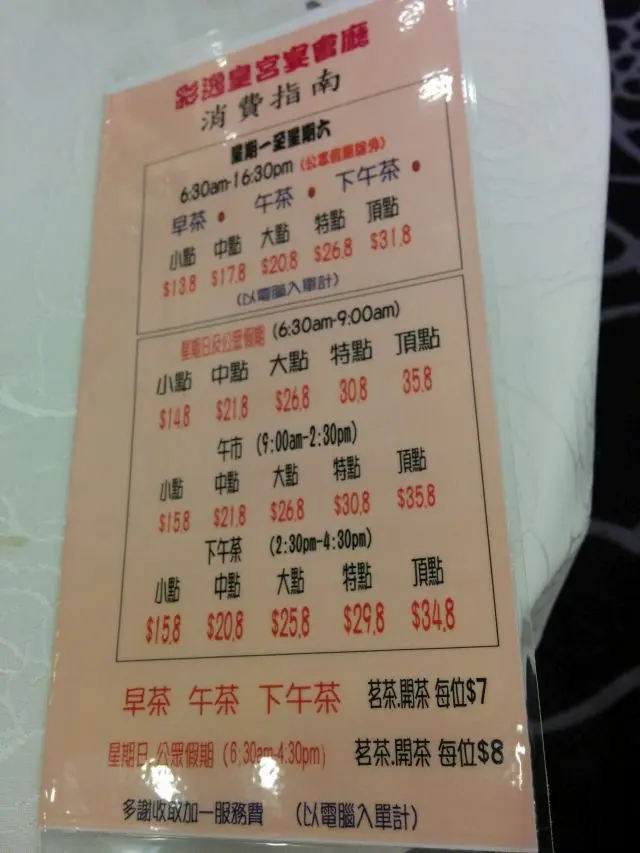 彩逸皇宮宴會廳
消費指南
星期一至星期六
6:30am-16:30pm (公眾假期除外)
早茶 • 午茶 • 下午茶 •
小點 中點 大點 特點 頂點
$13.8 $17.8 $20.8 $26.8 $31.8
(以電腦入單計)
星期日及公眾假期 (6:30am-9:00am)
小點 中點 大點 特點 頂點
$14.8 $21.8 $26.8 30.8 35.8
午市 (9:00am-2:30pm)
小點 中點 大點 特點 頂點
$15.8 $21.8 $26.8 $30.8 $35.8
下午茶 (2:30pm-4:30pm)
小點 中點 大點 特點 頂點
$15.8 $20.8 $25.8 $29.8 $34.8
早茶 午茶 下午茶 茗茶.開茶 每位$7
星期日.公眾假期 (6:30am-4:30pm) 茗茶.開茶 每位$8
多謝收取加一服務費 (以電腦入單計)